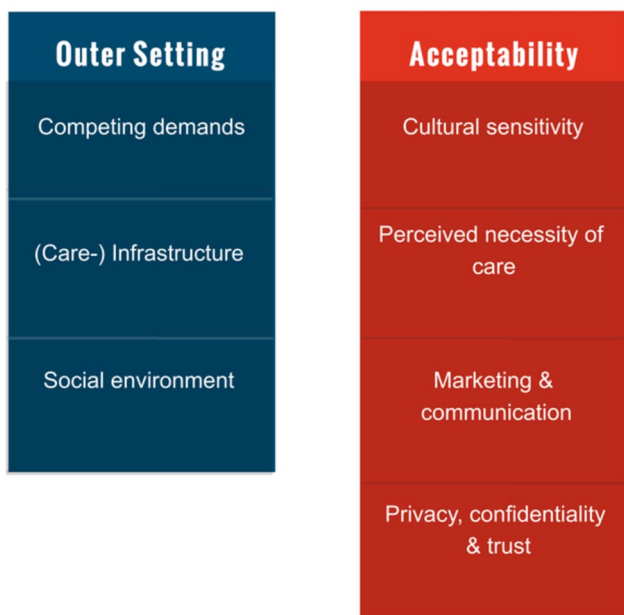 Outer Setting
Competing demands
(Care-) Infrastructure
Social environment
Acceptability
Cultural sensitivity
Perceived necessity of
care
Marketing &
communication
Privacy, confidentiality
& trust